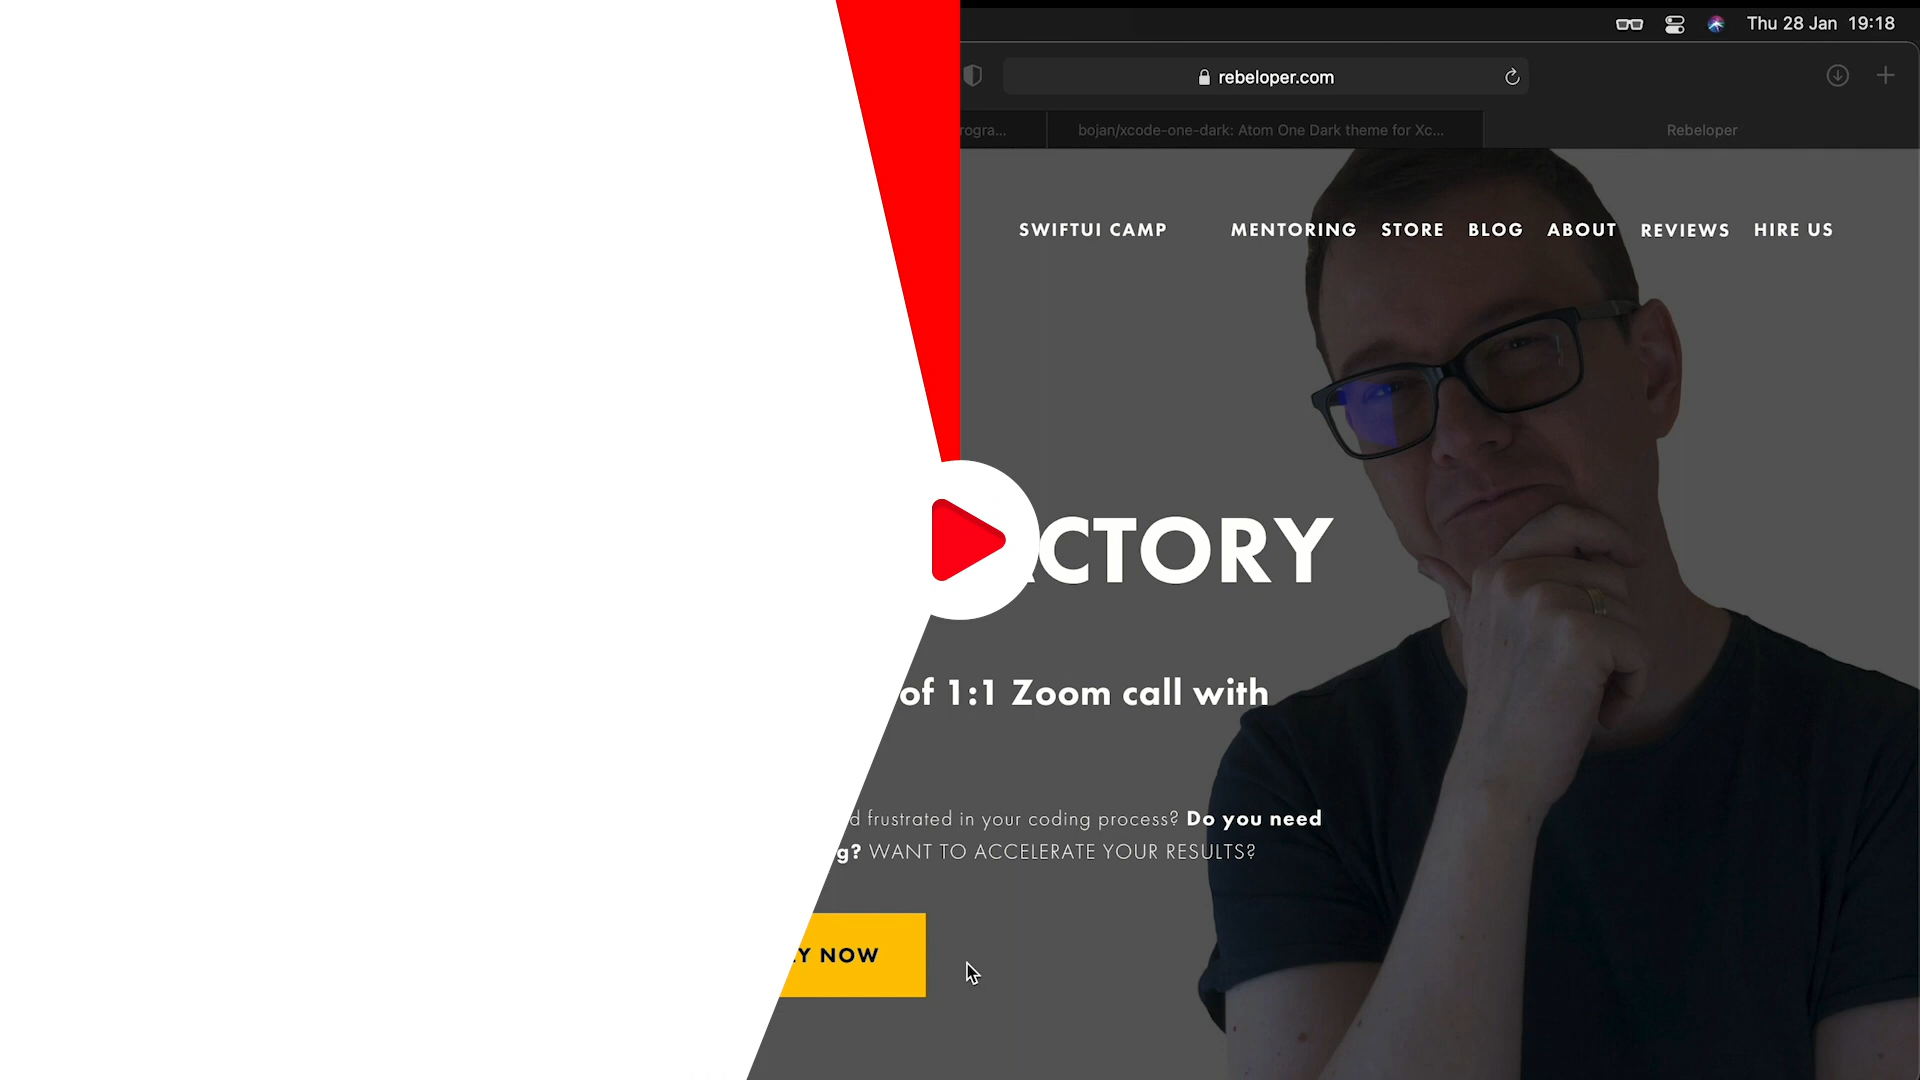 Thu 28 Jan 19:18
rebeloper.com
rogra...
bojan/xcode-one-dark: Atom One Dark theme for Xc...
Rebeloper
SWIFTUI CAMP MENTORING STORE BLOG ABOUT REVIEWS HIRE US
CTORY
of 1:1 Zoom call with
d frustrated in your coding process? Do you need
g? WANT TO ACCELERATE YOUR RESULTS?
Y NOW